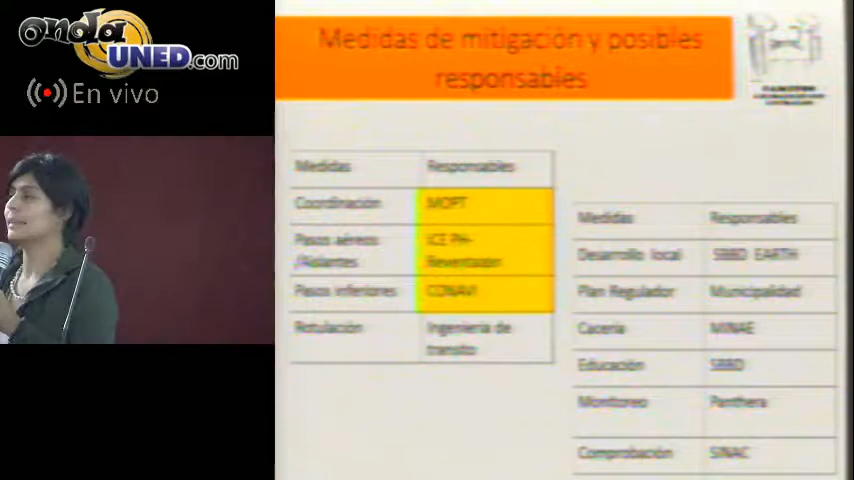 onda
UNED.com
En vivo
Medidas de mitigación y posibles
responsables
Medidas Responsables
Coordinación MOPT
Pasos aéreos ICE PH-
/Aislantes Reventazón
Pasos inferiores CONAVI
Rotulación Ingeniería de
transito
Medidas Responsables
Desarrollo local SBBD EARTH
Plan Regulador Municipalidad
Cacería MINAE
Educación SBBD
Monitoreo Panthera
Comprobación SINAC